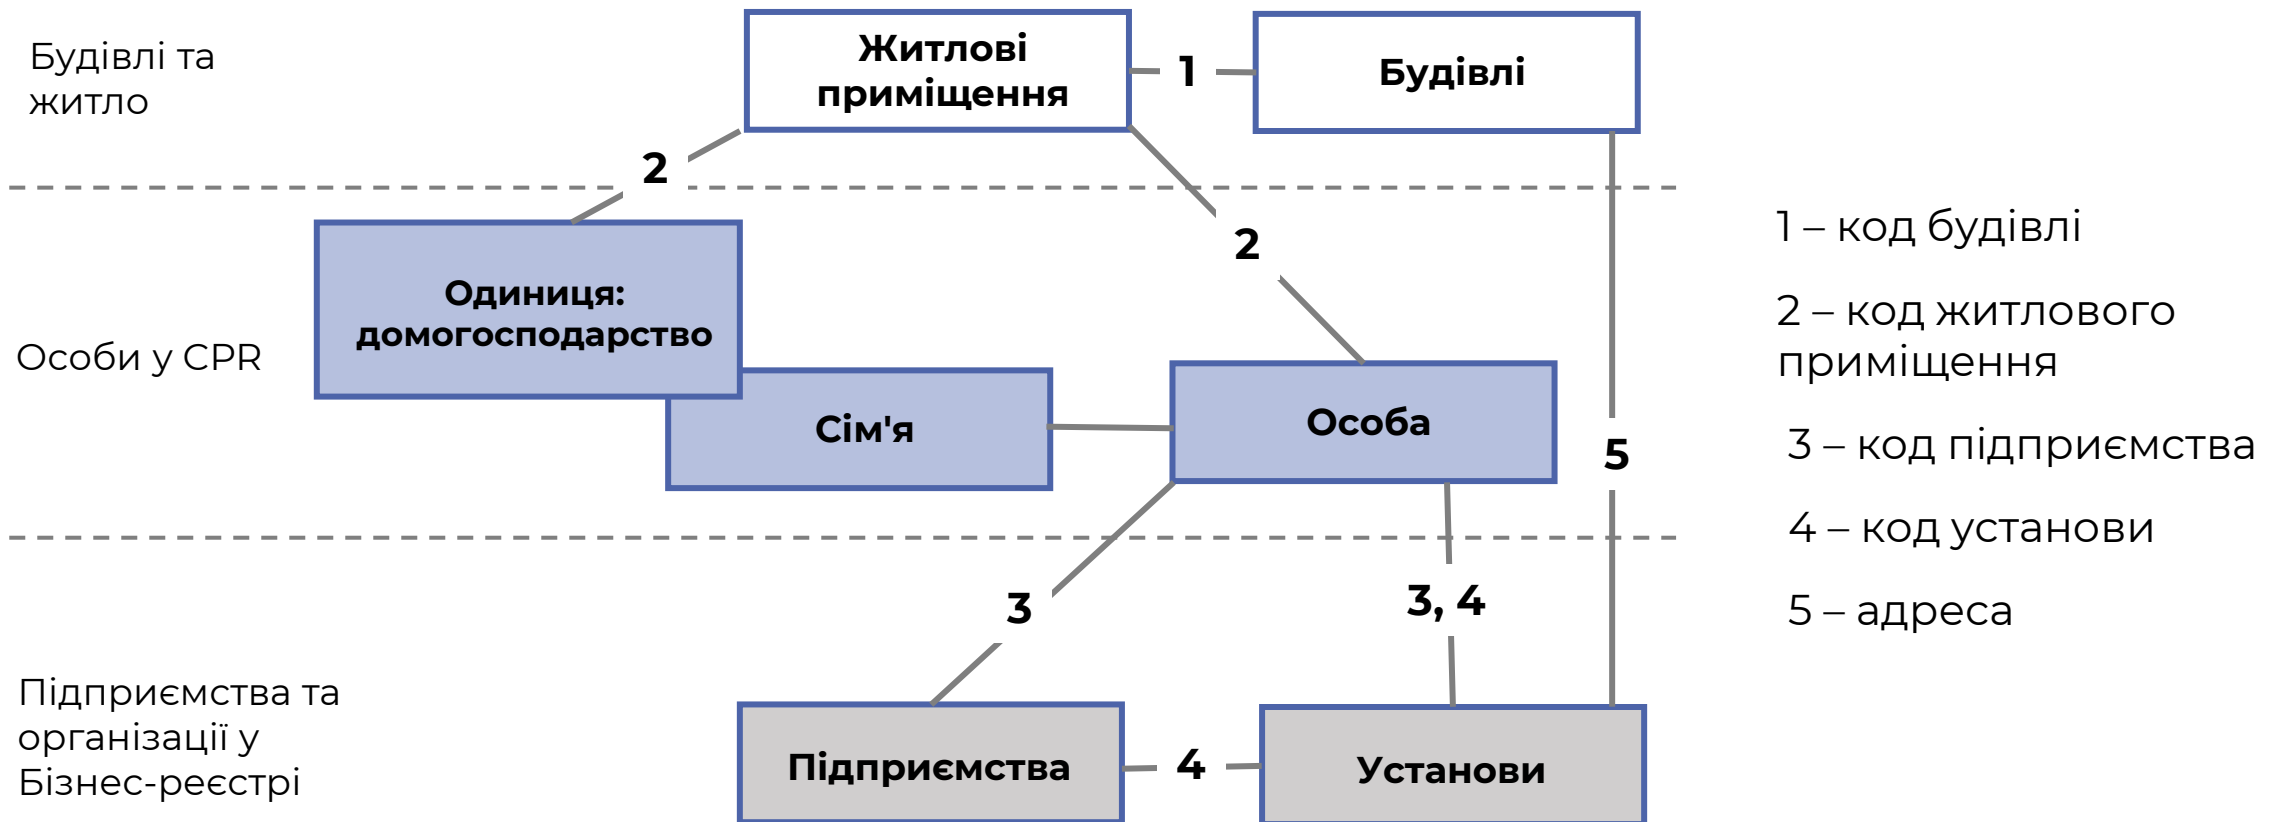 Будівлі та
житло
Житлові
приміщення
1
Будівлі
2
2
Одиниця:
домогосподарство
Особи у CPR
Сім'я
Особа
5
3
3, 4
Підприємства та
організації у
Бізнес-реєстрі
Підприємства
4
Установи
1 – код будівлі
2 – код житлового
приміщення
3 – код підприємства
4 – код установи
5 – адреса